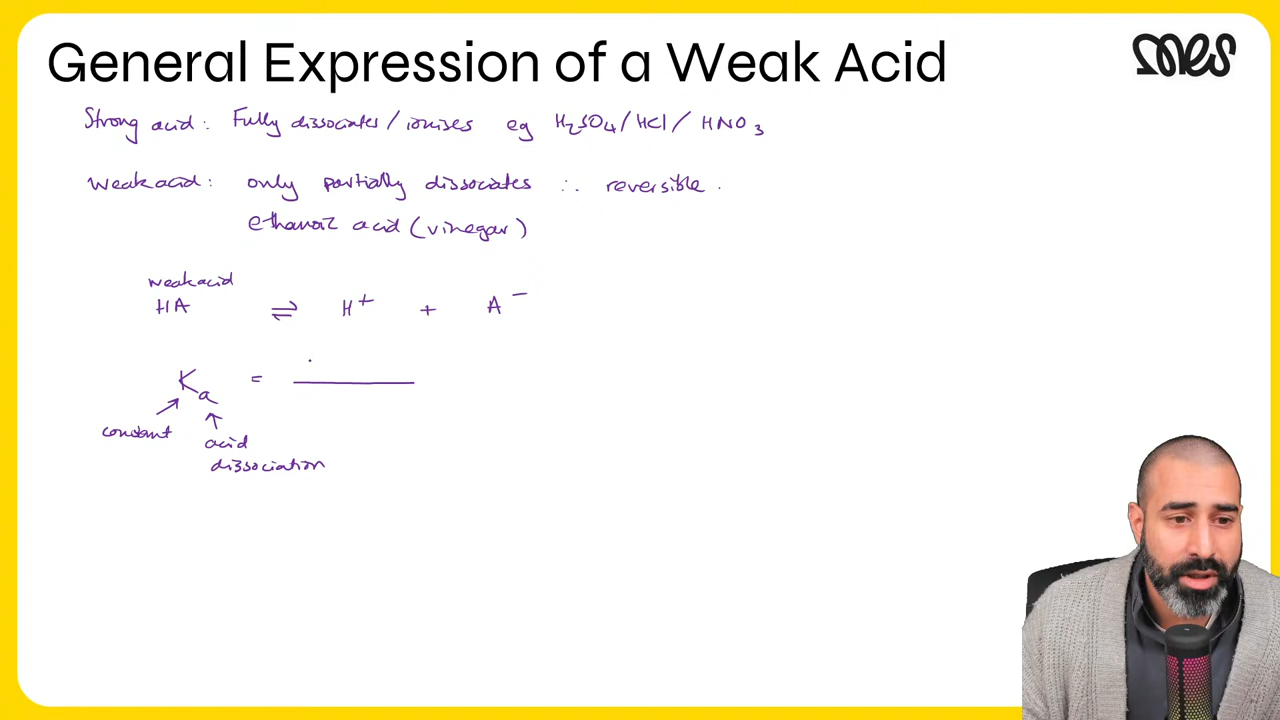 General Expression of a Weak Acid
mes
Strong acid: Fully dissociates/ionises eg H₂SO₄/HCl/HNO₃
Weak acid: only partially dissociates ∴ reversible.
ethanoic acid (vinegar)
weak acid
HA ⇌ H⁺ + A⁻
Kₐ =
constant
acid
dissociation